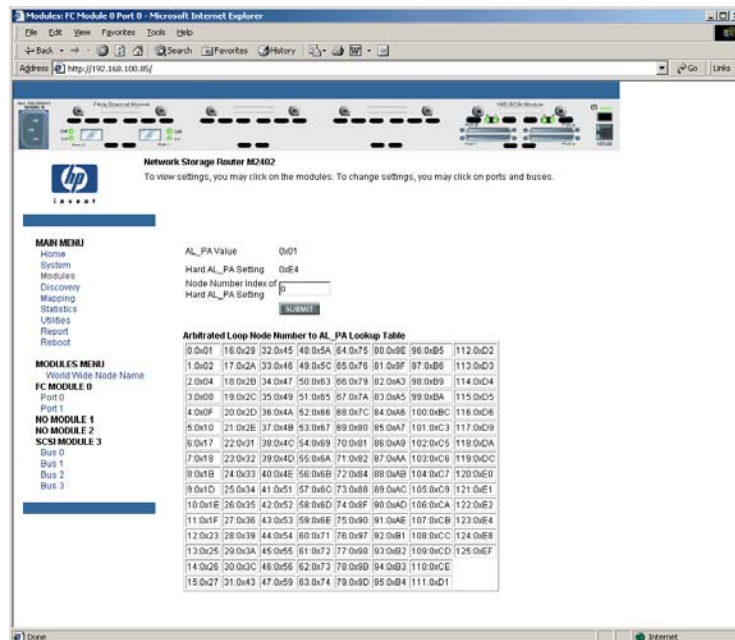 Modules: FC Module 0 Port 0 - Microsoft Internet Explorer
File Edit View Favorites Tools Help
Back Search Favorites History
Address http://192.168.100.85/ Go Links
Fibre Channel Module
Network Storage Router M2402
To view settings, you may click on the modules. To change settings, you may click on ports and buses.
hp
invent
MAIN MENU
Home
System
Modules
Discovery
Mapping
Statistics
Utilities
Report
Reboot
MODULES MENU
World Wide Node Name
FC MODULE 0
Port 0
Port 1
NO MODULE 1
NO MODULE 2
SCSI MODULE 3
Bus 0
Bus 1
Bus 2
Bus 3
AL_PA Value 0x01
Hard AL_PA Setting 0xE4
Node Number Index of
Hard AL_PA Setting 0
SUBMIT
Arbitrated Loop Node Number to AL_PA Lookup Table
0:0x01 16:0x29 32:0x45 48:0x5A 64:0x75 80:0x9E 96:0xB5 112:0xD2
1:0x02 17:0x2A 33:0x46 49:0x5C 65:0x76 81:0x9F 97:0xB6 113:0xD3
2:0x04 18:0x2B 34:0x47 50:0x63 66:0x79 82:0xA3 98:0xB9 114:0xD4
3:0x08 19:0x2C 35:0x49 51:0x65 67:0x7A 83:0xA5 99:0xBA 115:0xD5
4:0x0F 20:0x2D 36:0x4A 52:0x66 68:0x7C 84:0xA6 100:0xBC 116:0xD6
5:0x10 21:0x2E 37:0x4B 53:0x67 69:0x80 85:0xA7 101:0xC3 117:0xD9
6:0x17 22:0x31 38:0x4C 54:0x69 70:0x81 86:0xA9 102:0xC5 118:0xDA
7:0x18 23:0x32 39:0x4D 55:0x6A 71:0x82 87:0xAA 103:0xC6 119:0xDC
8:0x1B 24:0x33 40:0x4E 56:0x6B 72:0x84 88:0xAB 104:0xC7 120:0xE0
9:0x1D 25:0x34 41:0x51 57:0x6C 73:0x88 89:0xAC 105:0xC9 121:0xE1
10:0x1E 26:0x35 42:0x52 58:0x6D 74:0x8F 90:0xAD 106:0xCA 122:0xE2
11:0x1F 27:0x36 43:0x53 59:0x6E 75:0x90 91:0xAE 107:0xCB 123:0xE4
12:0x23 28:0x39 44:0x54 60:0x71 76:0x97 92:0xB1 108:0xCC 124:0xE8
13:0x25 29:0x3A 45:0x55 61:0x72 77:0x98 93:0xB2 109:0xCD 125:0xEF
14:0x26 30:0x3C 46:0x56 62:0x73 78:0x9B 94:0xB3 110:0xCE
15:0x27 31:0x43 47:0x59 63:0x74 79:0x9D 95:0xB4 111:0xD1
Done Internet